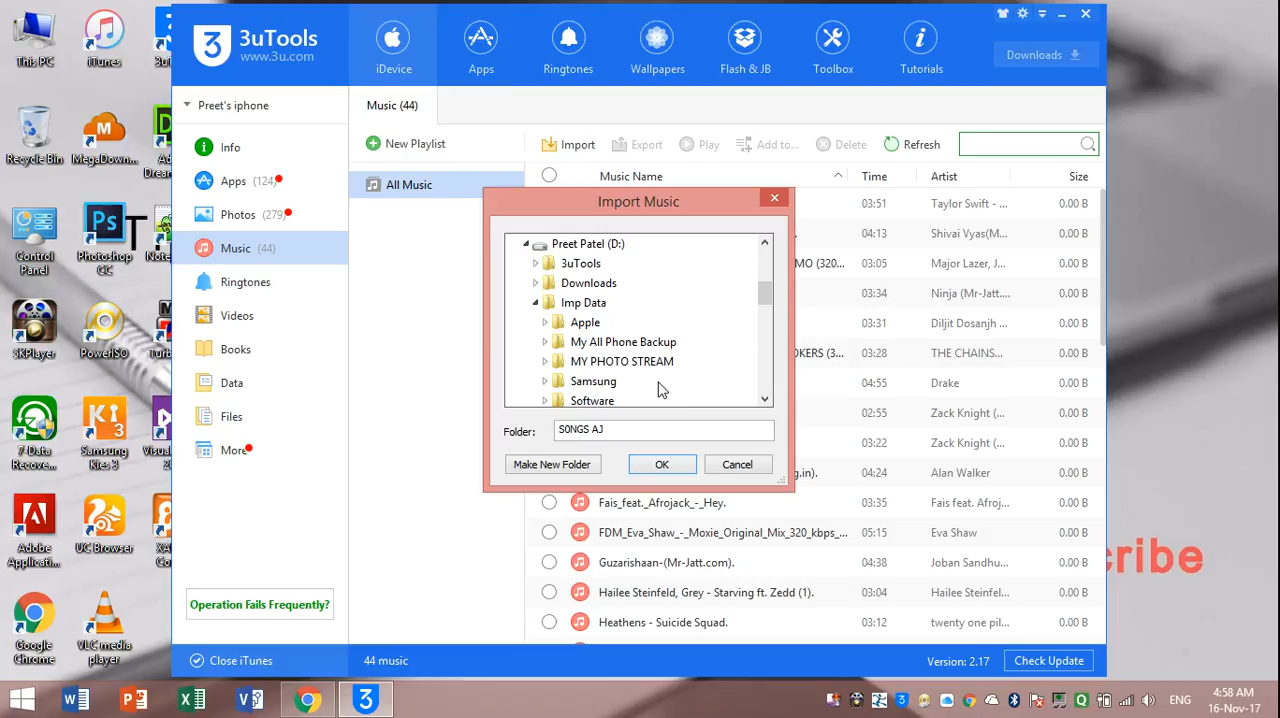 This PC
iTunes
3uT
Recycle Bin
MegaDown...
Ad
Dream
Control
Panel
Photoshop
CC
Note
T
SKPlayer
PowerISO
Turb
7-Data
Recove...
Samsung
Kies 3
Visual
Adobe
Applicati...
UC Browser
XA
Co
Google
Chrome
VLC media
player
3uTools
www.3u.com
iDevice
Apps
Ringtones
Wallpapers
Flash & JB
Toolbox
Tutorials
Downloads
Preet's iphone
Info
Apps (124)
Photos (279)
Music (44)
Ringtones
Videos
Books
Data
Files
More
Operation Fails Frequently?
Close iTunes
Music (44)
New Playlist
All Music
Import
Export
Play
Add to...
Delete
Refresh
Music Name
Time
Artist
Size
03:51 Taylor Swift - ... 0.00 B
04:13 Shivai Vyas(M... 0.00 B
MO (320... 03:05 Major Lazer, J... 0.00 B
03:34 Ninja (Mr-Jatt.... 0.00 B
03:31 Diljit Dosanjh ... 0.00 B
OKERS (3... 03:28 THE CHAINS... 0.00 B
04:55 Drake 0.00 B
02:55 Zack Knight (... 0.00 B
03:22 Zack Knight (... 0.00 B
g.in). 04:24 Alan Walker 0.00 B
Fais_feat._Afrojack_-_Hey. 03:35 Fais feat. Afroj... 0.00 B
FDM_Eva_Shaw_-_Moxie_Original_Mix_320_kbps_... 05:15 Eva Shaw 0.00 B
Guzarishaan-(Mr-Jatt.com). 04:38 Joban Sandhu... 0.00 B
Hailee Steinfeld, Grey - Starving ft. Zedd (1). 03:04 Hailee Steinfel... 0.00 B
Heathens - Suicide Squad. 03:12 twenty one pil... 0.00 B
Import Music
Preet Patel (D:)
3uTools
Downloads
Imp Data
Apple
My All Phone Backup
MY PHOTO STREAM
Samsung
Software
Folder: S0NGS AJ
Make New Folder
OK
Cancel
44 music
Version: 2.17
Check Update
cribe
ENG
4:58 AM
16-Nov-17